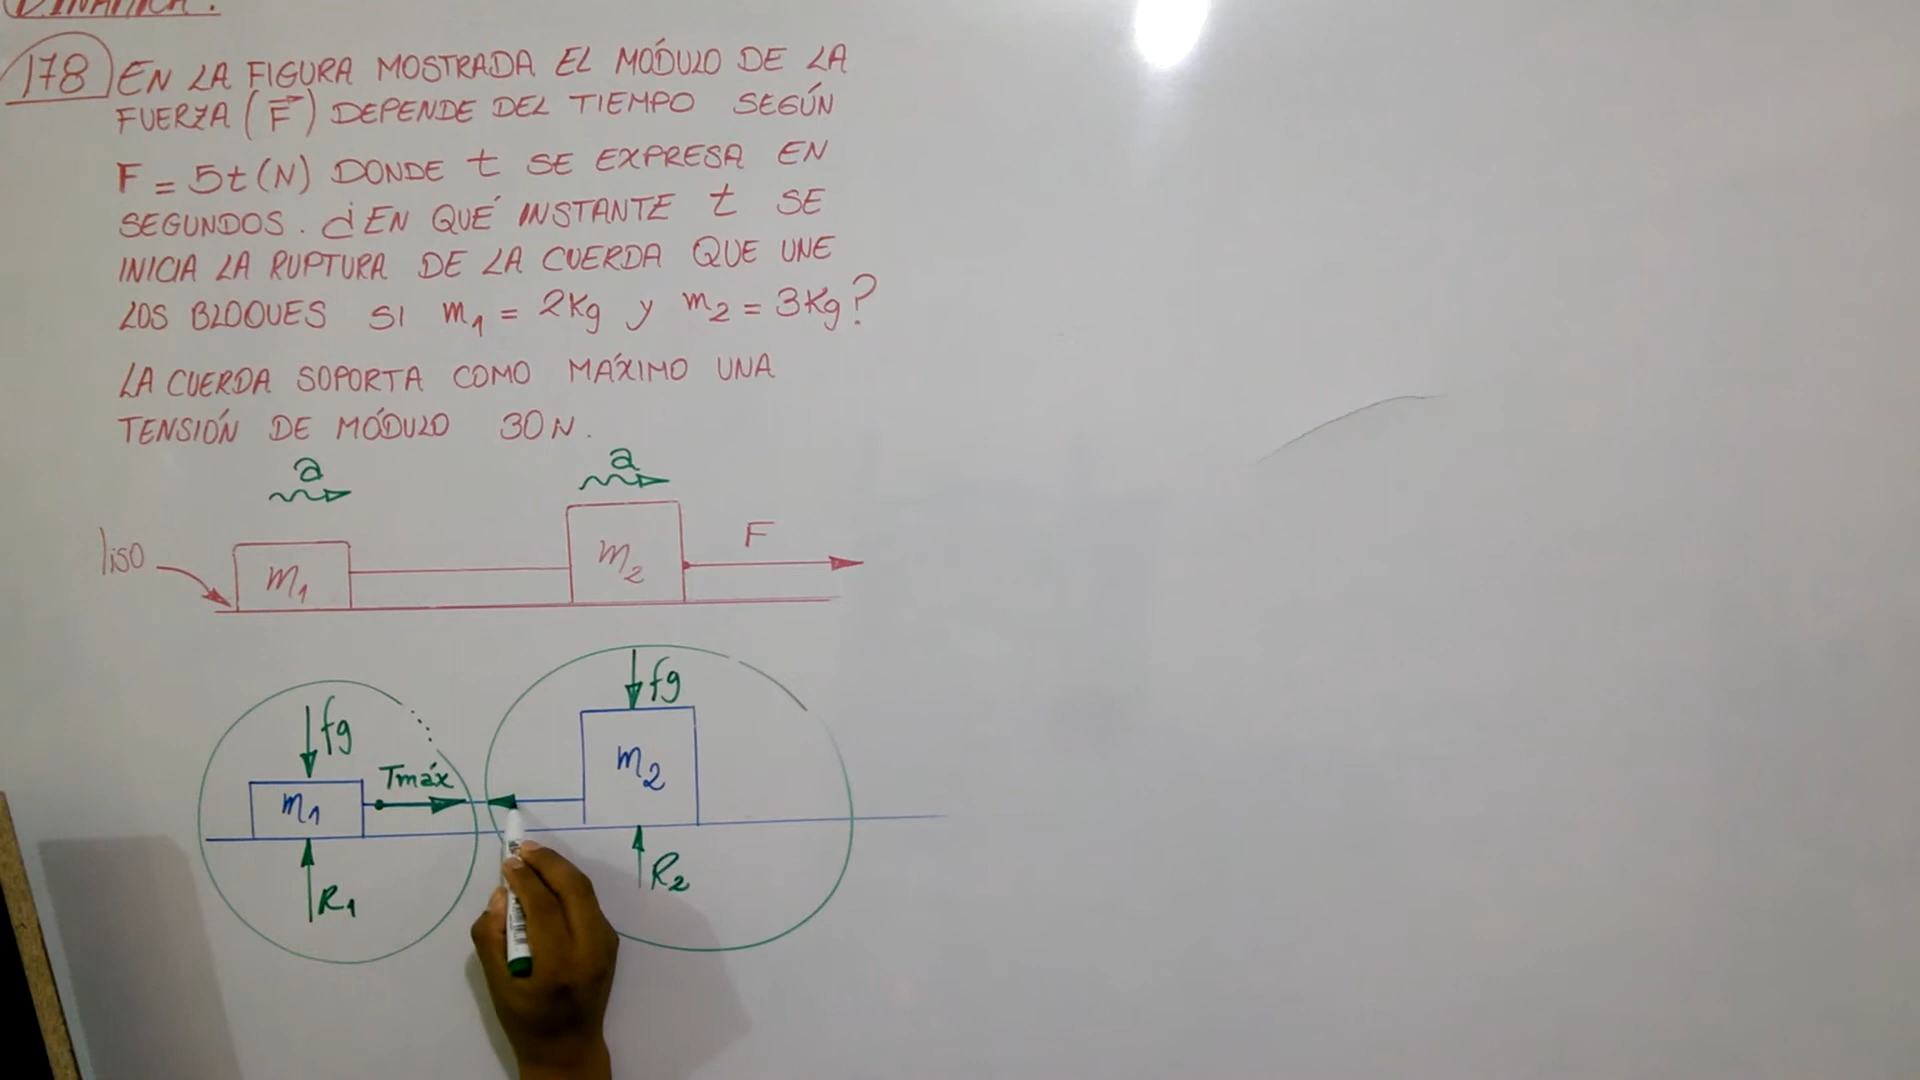 DINÁMICA.
178 EN LA FIGURA MOSTRADA EL MÓDULO DE LA
FUERZA (F⃗) DEPENDE DEL TIEMPO SEGÚN
F = 5t (N) DONDE t SE EXPRESA EN
SEGUNDOS. ¿EN QUÉ INSTANTE t SE
INICIA LA RUPTURA DE LA CUERDA QUE UNE
LOS BLOQUES SI m₁ = 2Kg y m₂ = 3Kg?
LA CUERDA SOPORTA COMO MÁXIMO UNA
TENSIÓN DE MÓDULO 30N.
a a
liso m₁ m₂ F
fg fg
m₁ Tmáx m₂
R₁ R₂